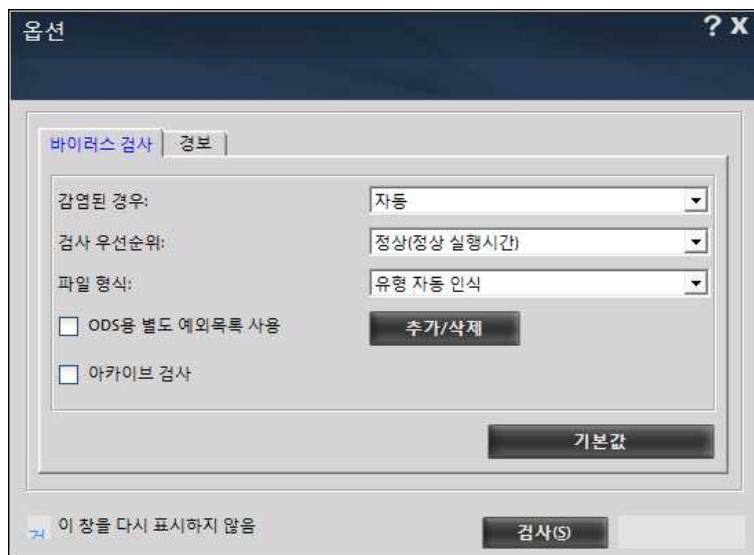 옵션
? X
바이러스 검사 경보
감염된 경우: 자동
검사 우선순위: 정상(정상 실행시간)
파일 형식: 유형 자동 인식
ODS용 별도 예외목록 사용 추가/삭제
아카이브 검사
기본값
이 창을 다시 표시하지 않음 검사(S)